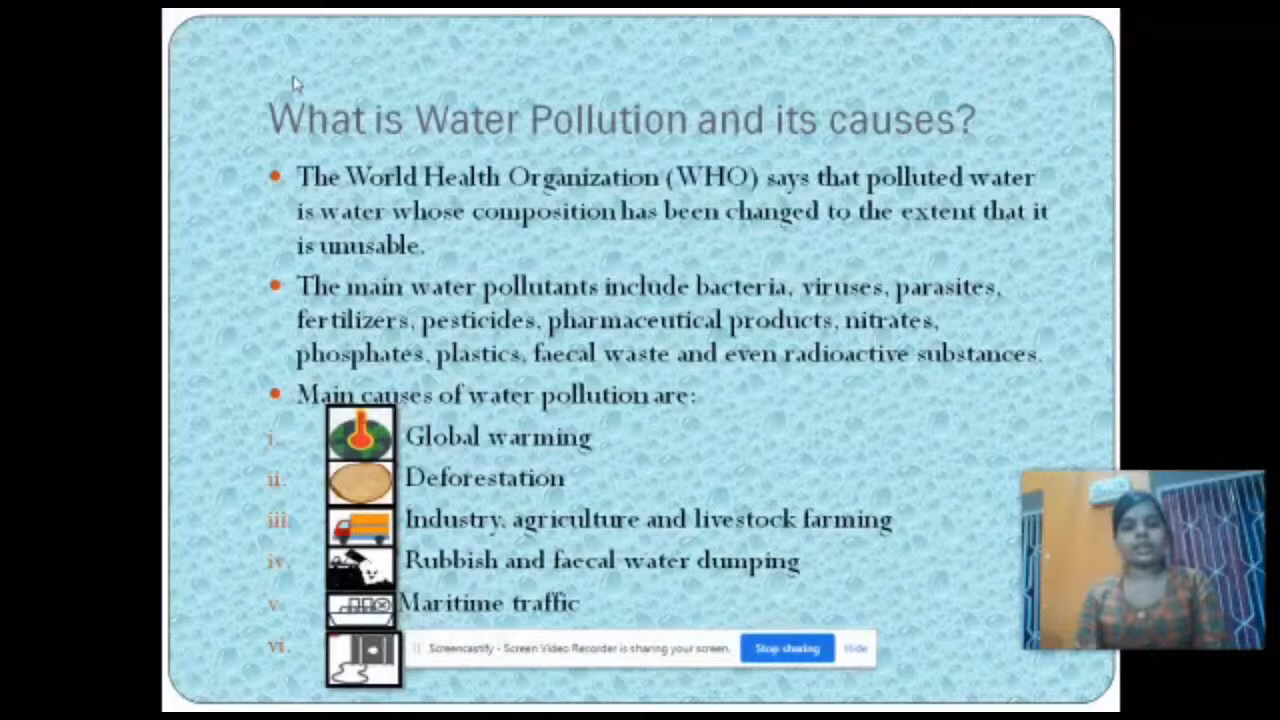 What is Water Pollution and its causes?
• The World Health Organization (WHO) says that polluted water
is water whose composition has been changed to the extent that it
is unusable.
• The main water pollutants include bacteria, viruses, parasites,
fertilizers, pesticides, pharmaceutical products, nitrates,
phosphates, plastics, faecal waste and even radioactive substances.
• Main causes of water pollution are:
i. Global warming
ii. Deforestation
iii. Industry, agriculture and livestock farming
iv. Rubbish and faecal water dumping
v. Maritime traffic
vi. Screencastify - Screen Video Recorder is sharing your screen. Stop sharing Hide